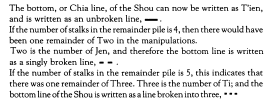 The bottom, or Chia line, of the Shou can now be written as T'ien,
and is written as an unbroken line, —.
If the number of stalks in the remainder pile is 4, then there would have
been one remainder of Two in the manipulations.
Two is the number of Jen, and therefore the bottom line is written
as a singly broken line, - - .
If the number of stalks in the remainder pile is 5, this indicates that
there was one remainder of Three. Three is the number of Ti; and the
bottom line of the Shou is written as a line broken into three, - - -